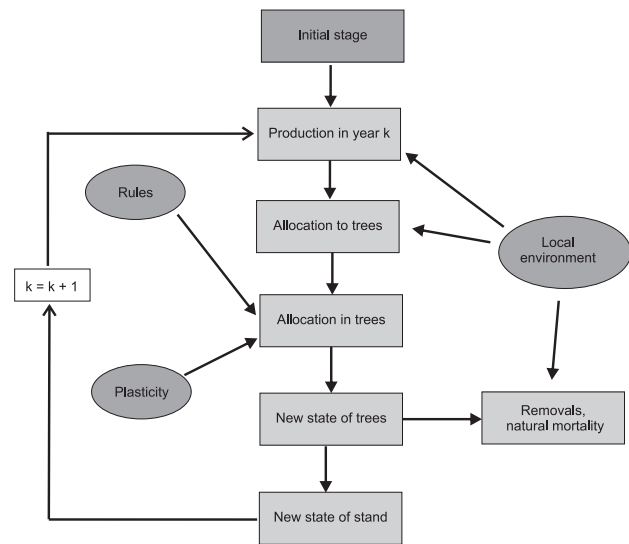 Initial stage
Production in year k
Rules
Allocation to trees
Local
environment
k = k + 1
Allocation in trees
Plasticity
New state of trees
Removals,
natural mortality
New state of stand